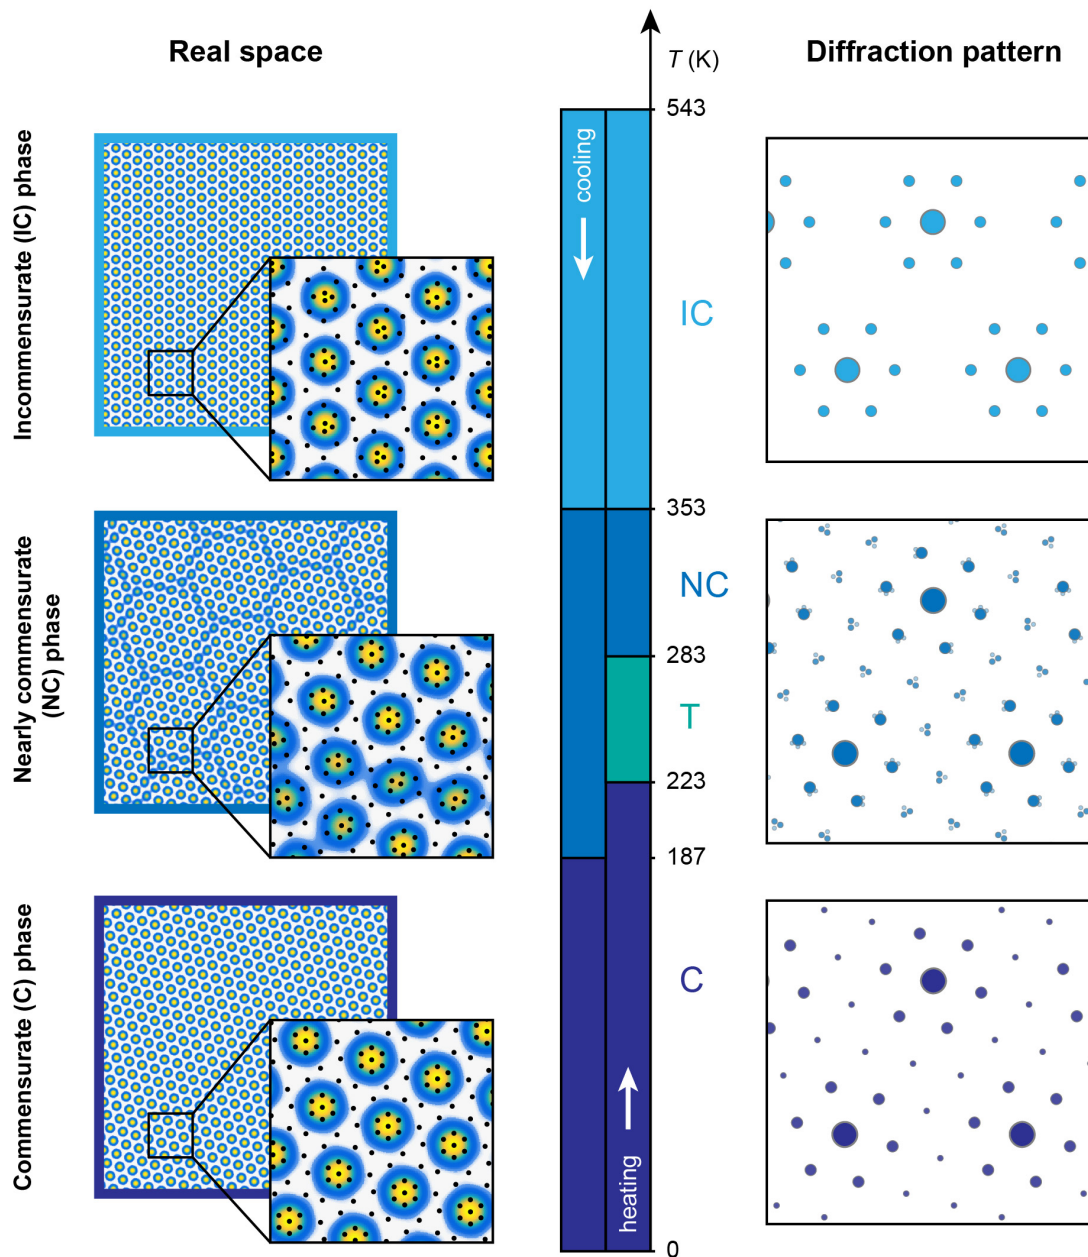 Real space
T (K)
Diffraction pattern
Incommensurate (IC) phase
cooling
543
IC
353
Nearly commensurate
(NC) phase
NC
283
T
223
187
Commensurate (C) phase
C
heating
0